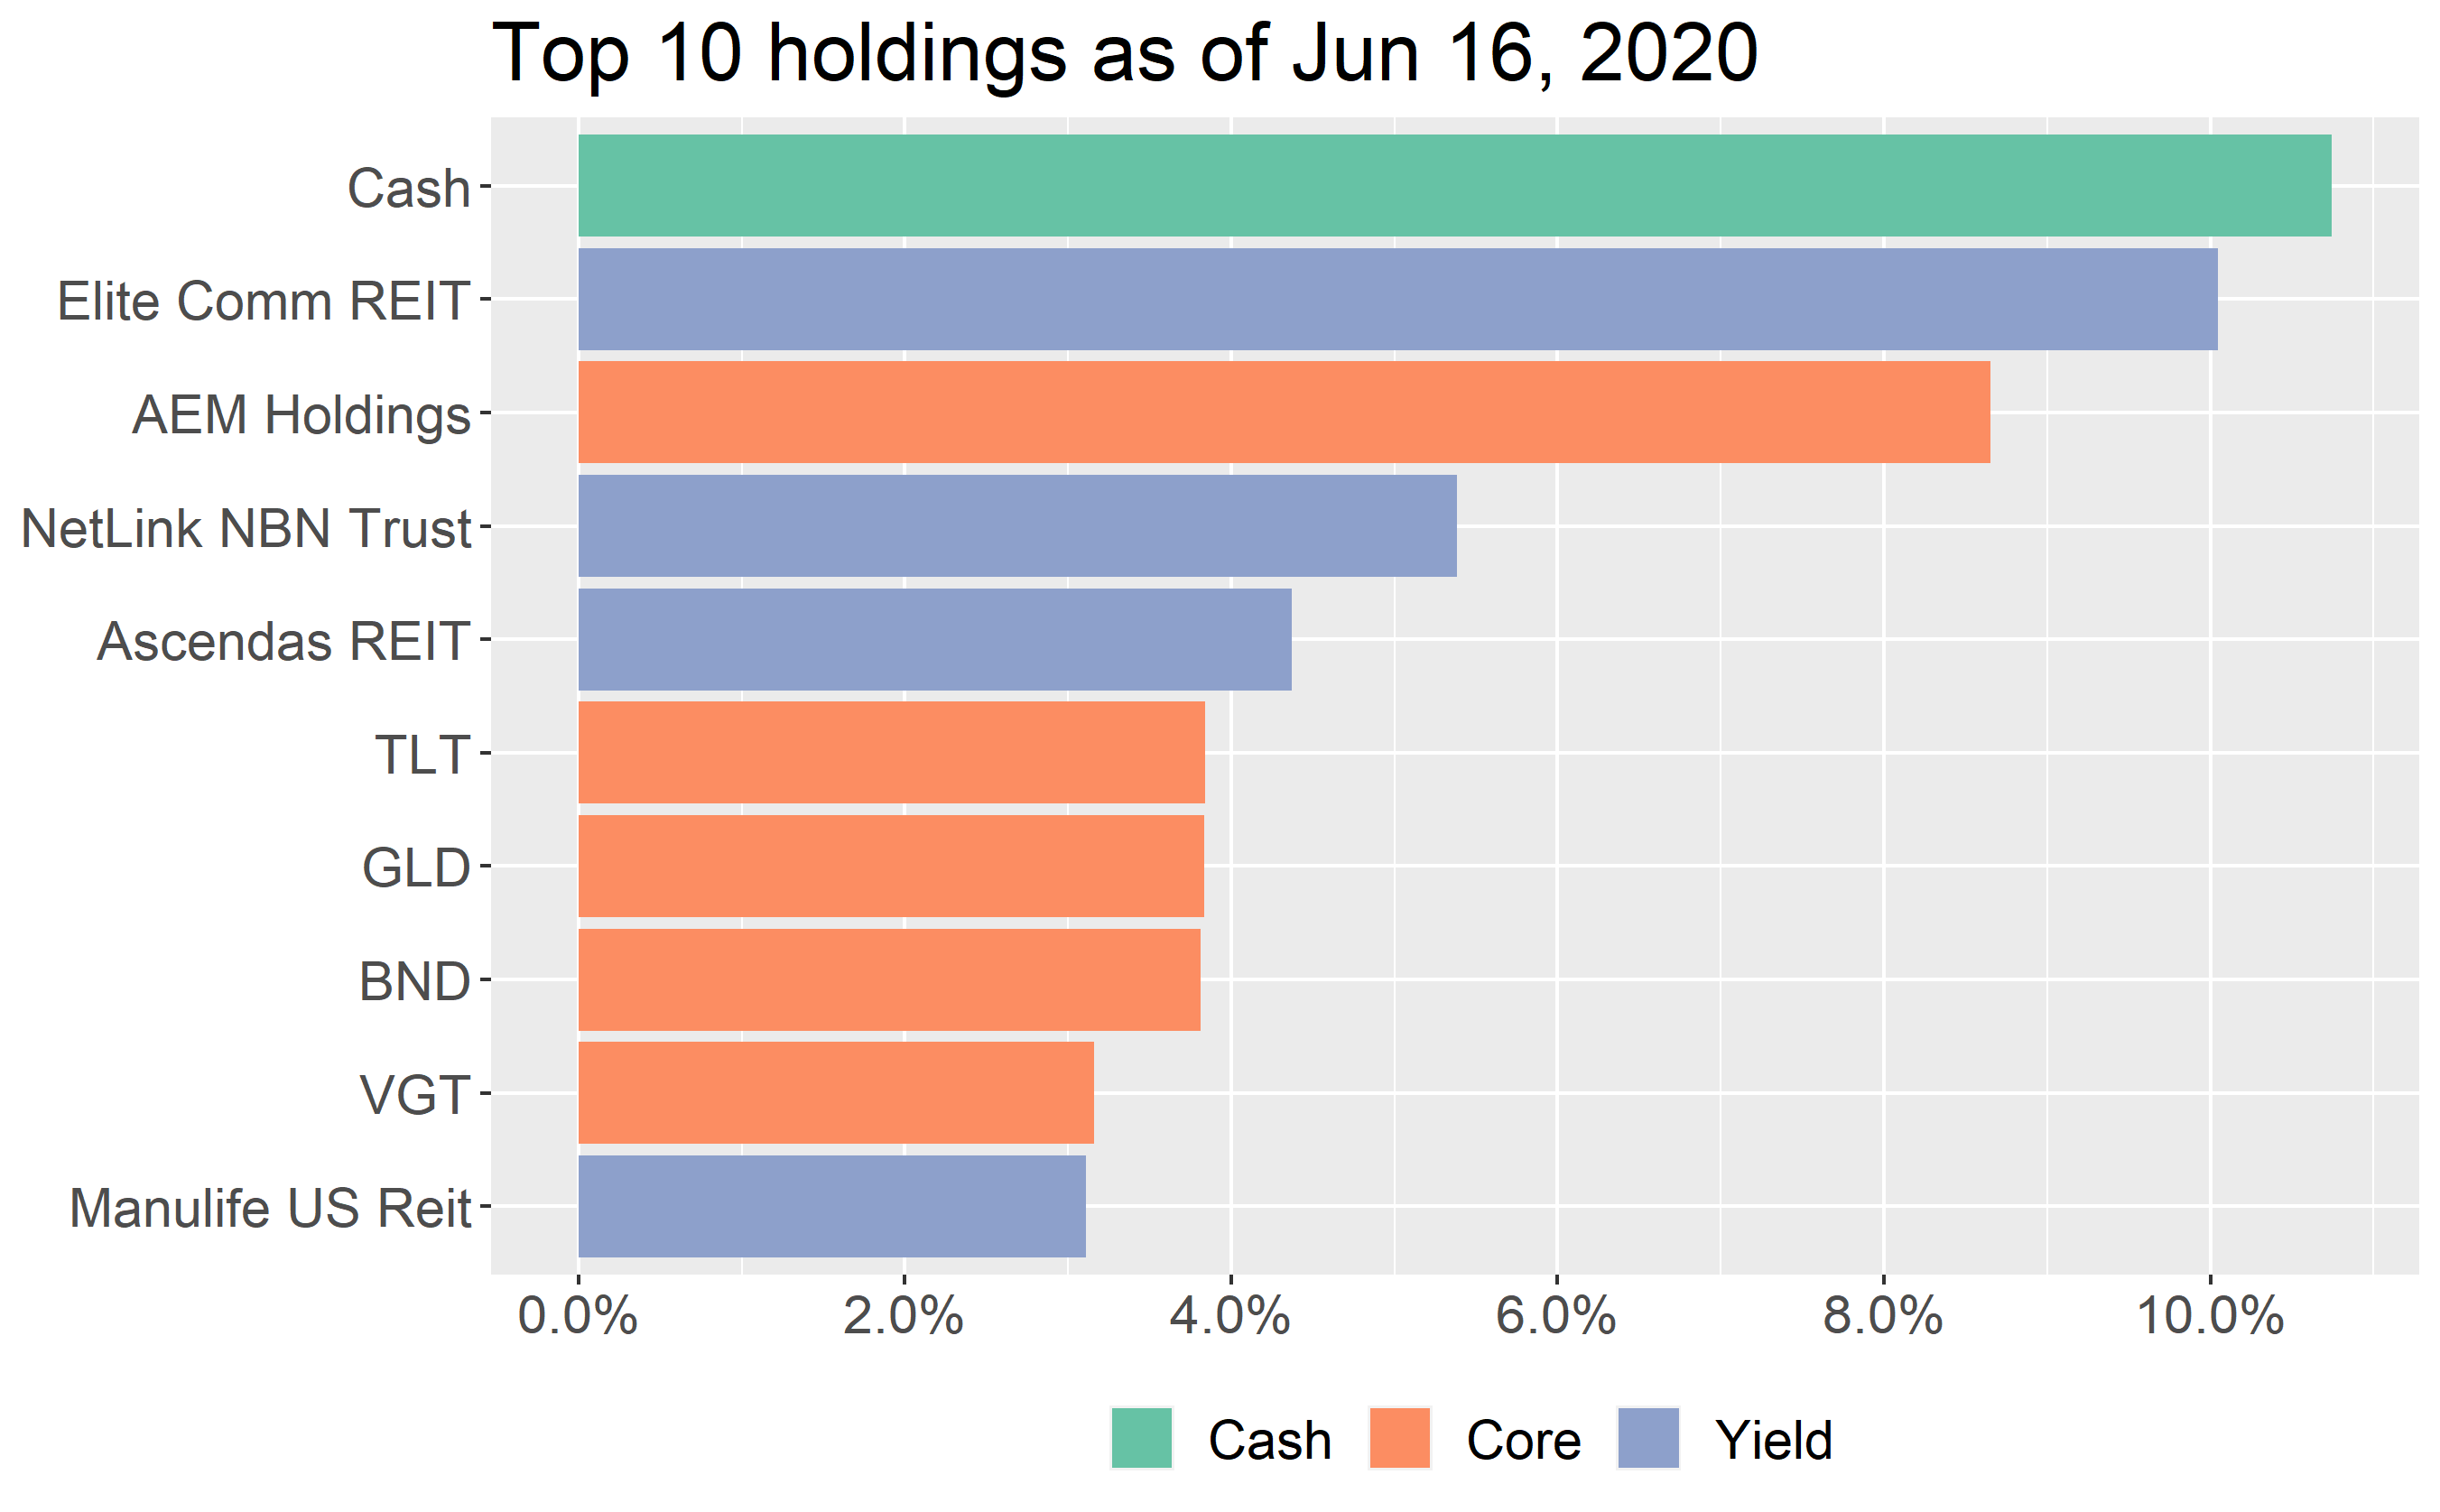 Top 10 holdings as of Jun 16, 2020
Cash
Elite Comm REIT
AEM Holdings
NetLink NBN Trust
Ascendas REIT
TLT
GLD
BND
VGT
Manulife US Reit
0.0% 2.0% 4.0% 6.0% 8.0% 10.0%
Cash Core Yield